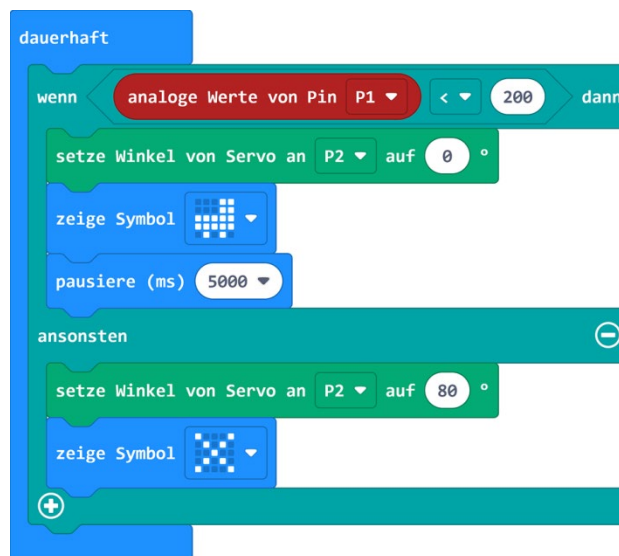 dauerhaft
wenn analoge Werte von Pin P1 < 200 dann
setze Winkel von Servo an P2 auf 0 °
zeige Symbol
pausiere (ms) 5000
ansonsten
setze Winkel von Servo an P2 auf 80 °
zeige Symbol